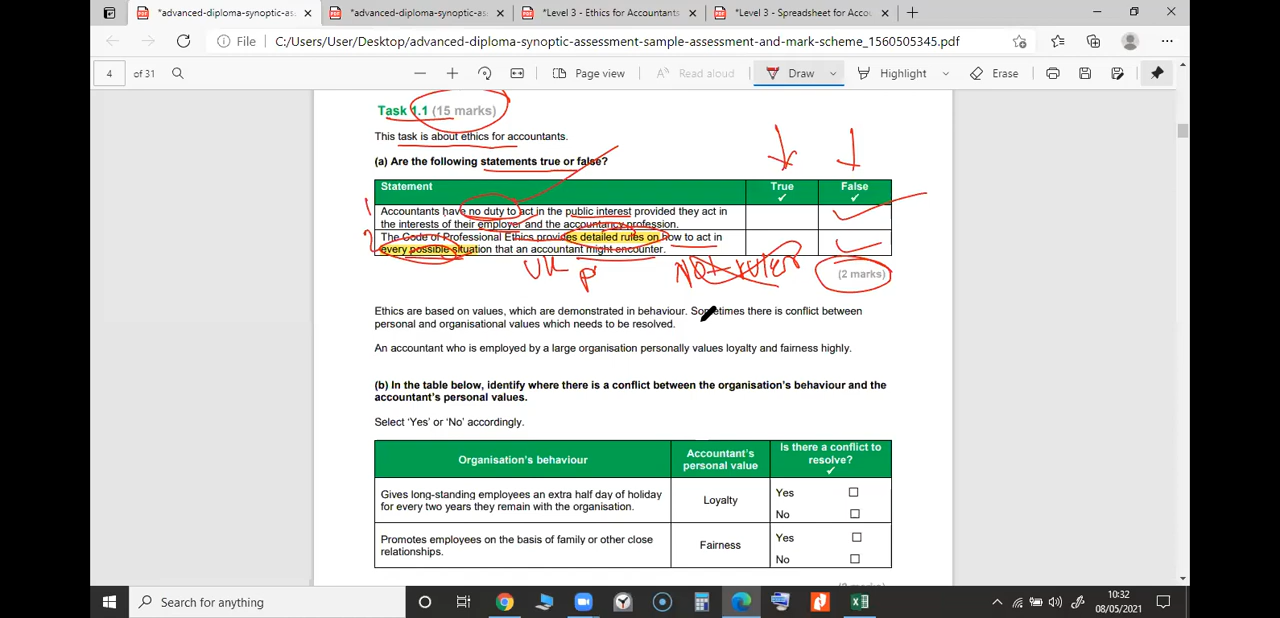 *advanced-diploma-synoptic-ass
*advanced-diploma-synoptic-ass
*Level 3 - Ethics for Accountants
*Level 3 - Spreadsheet for Acco
File C:/Users/User/Desktop/advanced-diploma-synoptic-assessment-sample-assessment-and-mark-scheme_1560505345.pdf
4 of 31 Page view Read aloud Draw Highlight Erase
Task 1.1 (15 marks)
This task is about ethics for accountants.
(a) Are the following statements true or false?
Statement True False
1 Accountants have no duty to act in the public interest provided they act in
the interests of their employer and the accountancy profession.
2 The Code of Professional Ethics provides detailed rules on how to act in
every possible situation that an accountant might encounter.
UK P NOT rules
(2 marks)
Ethics are based on values, which are demonstrated in behaviour. Sometimes there is conflict between
personal and organisational values which needs to be resolved.
An accountant who is employed by a large organisation personally values loyalty and fairness highly.
(b) In the table below, identify where there is a conflict between the organisation's behaviour and the
accountant's personal values.
Select 'Yes' or 'No' accordingly.
Organisation's behaviour
Accountant's
personal value
Is there a conflict to
resolve?
Gives long-standing employees an extra half day of holiday
for every two years they remain with the organisation.
Loyalty
Yes
No
Promotes employees on the basis of family or other close
relationships.
Fairness
Yes
No
Search for anything
10:32
08/05/2021